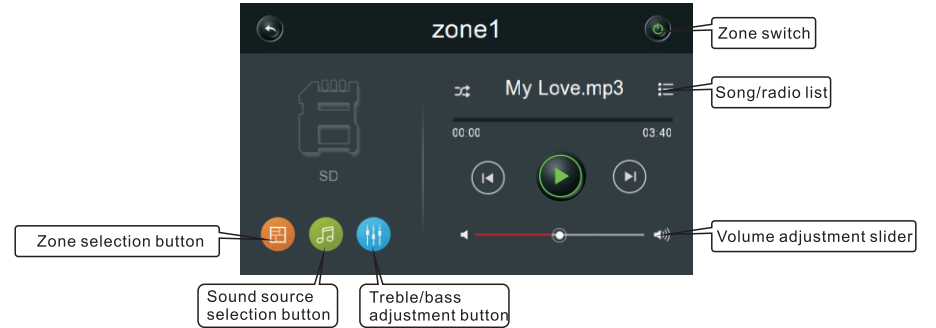 zone1
Zone switch
My Love.mp3
Song/radio list
00:00
03:40
SD
Zone selection button
Volume adjustment slider
Sound source
selection button
Treble/bass
adjustment button